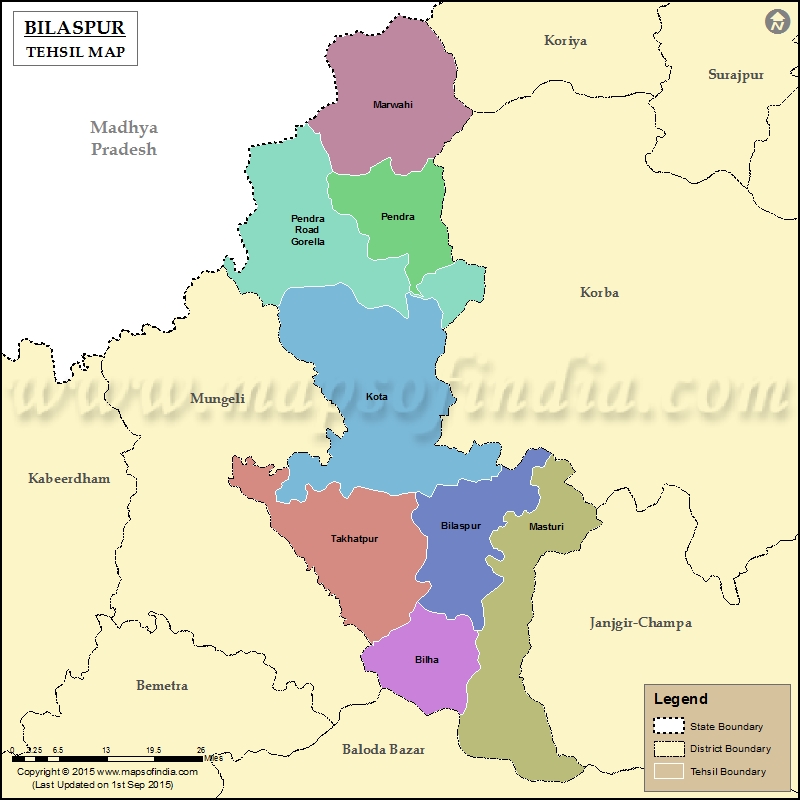 BILASPUR
TEHSIL MAP
N
Koriya
Surajpur
Madhya
Pradesh
Marwahi
Pendra
Pendra
Road
Gorella
Korba
Kota
Mungeli
www.mapsofindia.com
Kabeerdham
Takhatpur
Bilaspur
Masturi
Janjgir-Champa
Bilha
Bemetra
Baloda Bazar
Legend
State Boundary
District Boundary
Tehsil Boundary
0 3.25 6.5 13 19.5 26
Miles
Copyright © 2015 www.mapsofindia.com
(Last Updated on 1st Sep 2015)